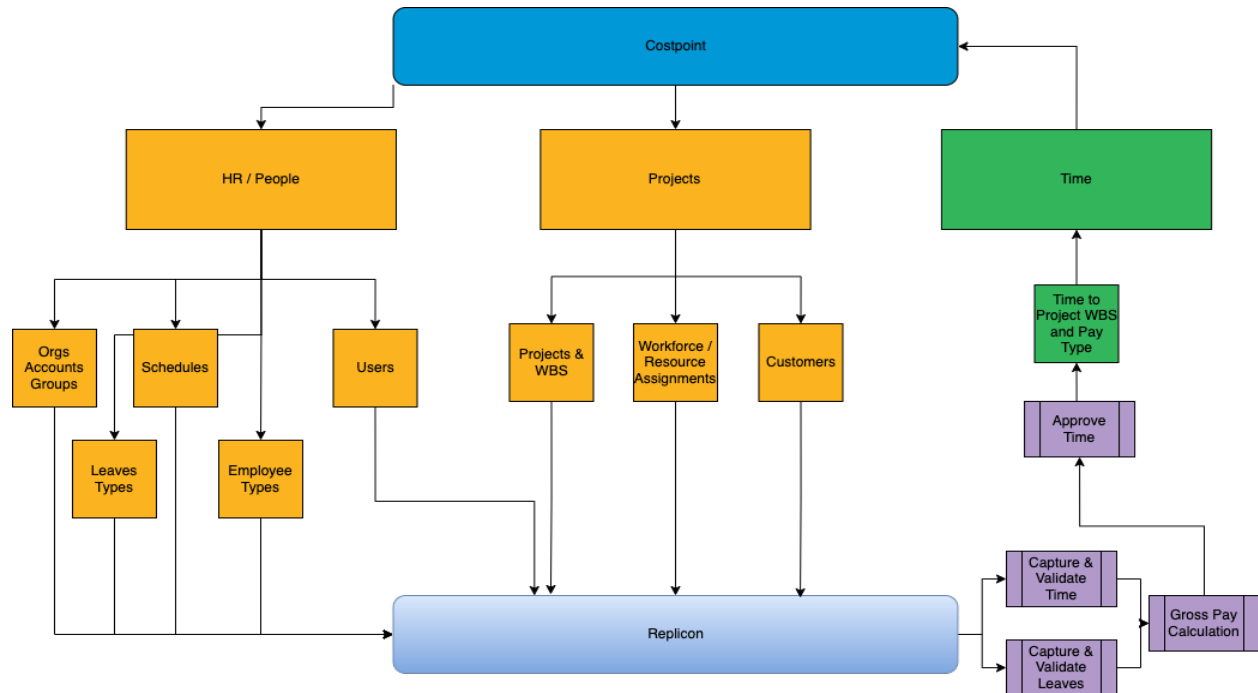 Costpoint
HR / People
Projects
Time
Orgs
Accounts
Groups
Schedules
Users
Projects &
WBS
Workforce /
Resource
Assignments
Customers
Time to
Project WBS
and Pay
Type
Leaves
Types
Employee
Types
Approve
Time
Replicon
Capture &
Validate
Time
Capture &
Validate
Leaves
Gross Pay
Calculation